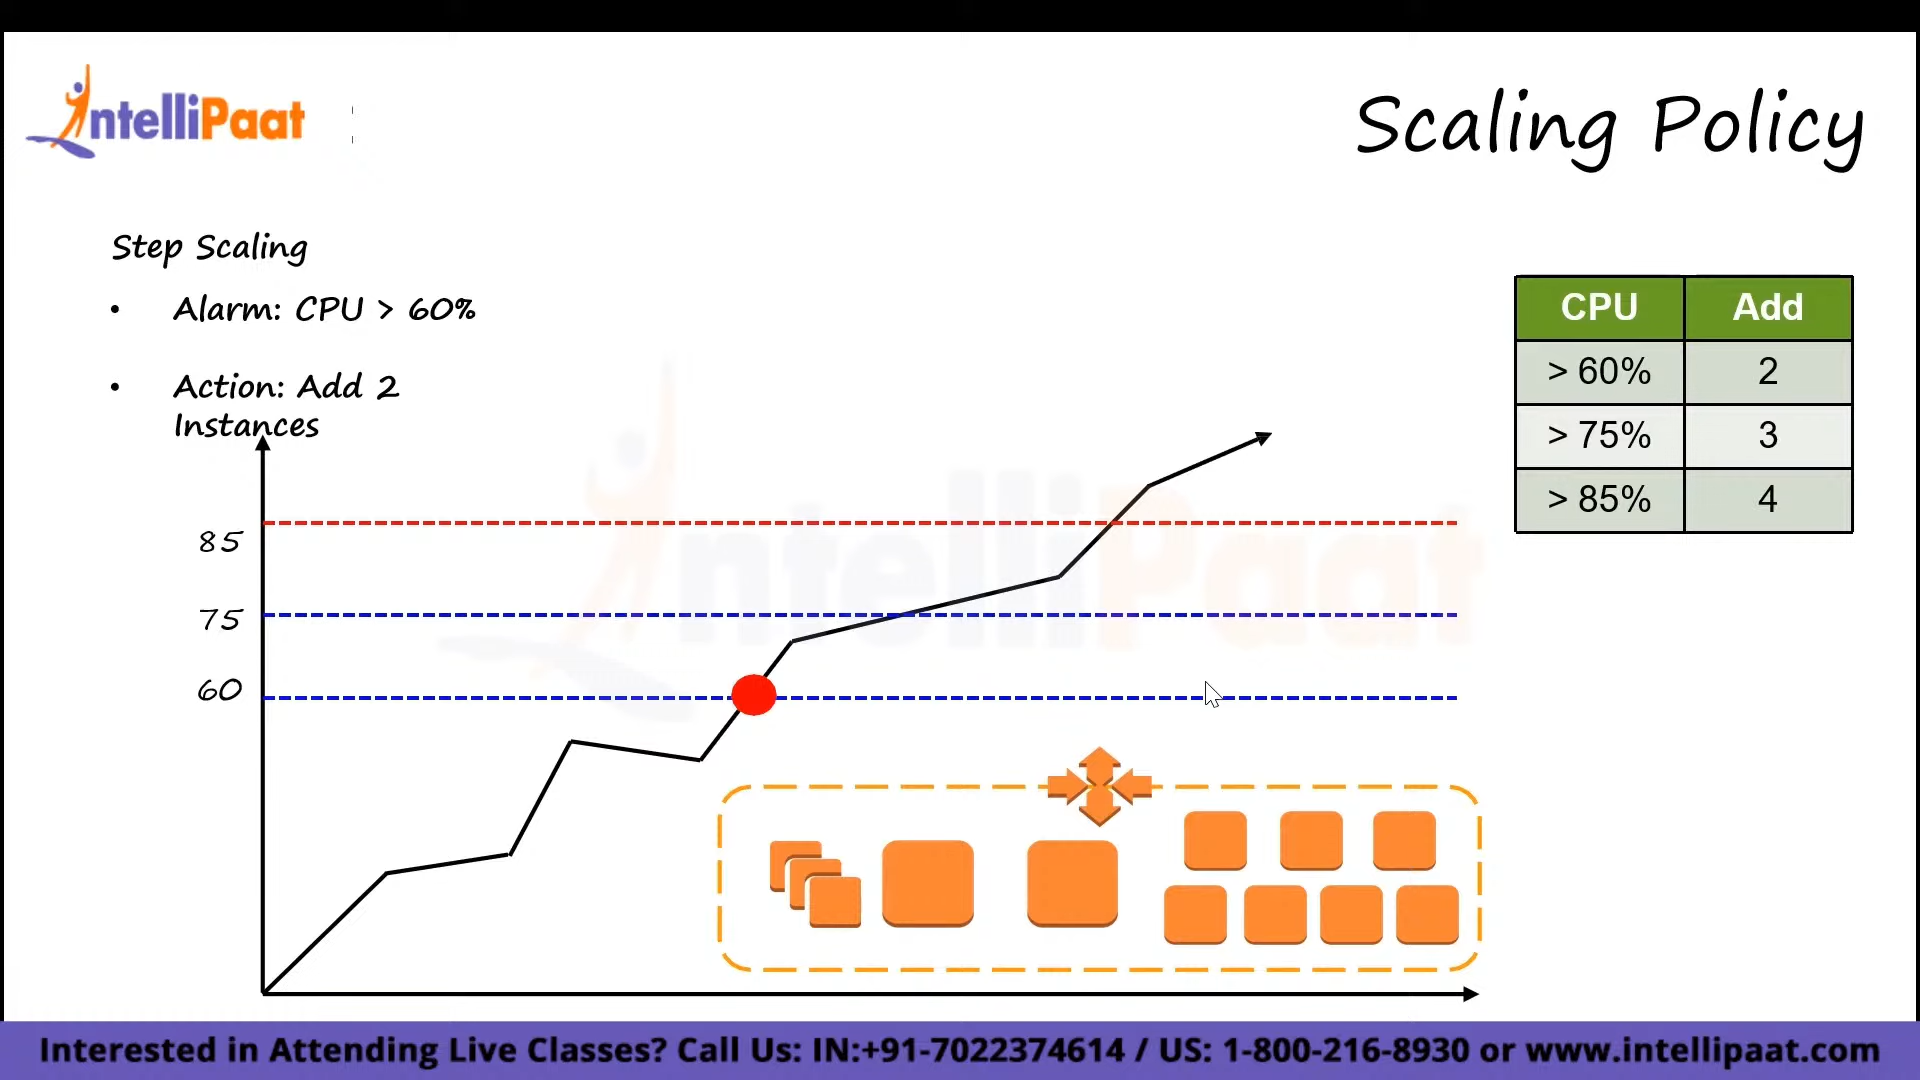 IntelliPaat
Scaling Policy
Step Scaling
• Alarm: CPU > 60%
• Action: Add 2
Instances
CPU Add
> 60% 2
> 75% 3
> 85% 4
85
75
60
IntelliPaat
Interested in Attending Live Classes? Call Us: IN:+91-7022374614 / US: 1-800-216-8930 or www.intellipaat.com